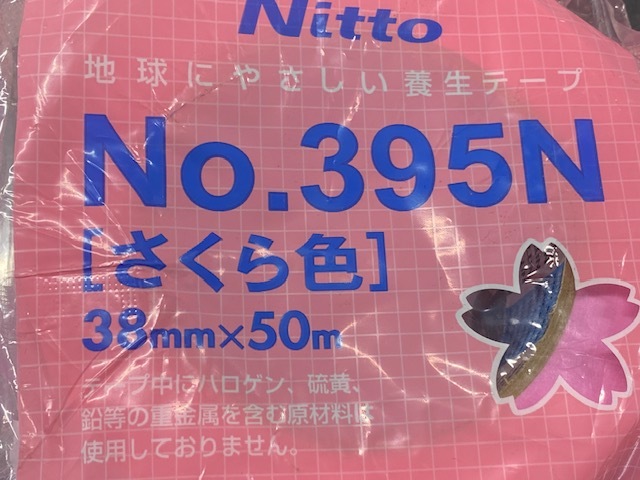 Nitto
地球にやさしい養生テープ
No.395N
[さくら色]
38mm×50m
テープ中にハロゲン、硫黄、
鉛等の重金属を含む原材料は
使用しておりません。